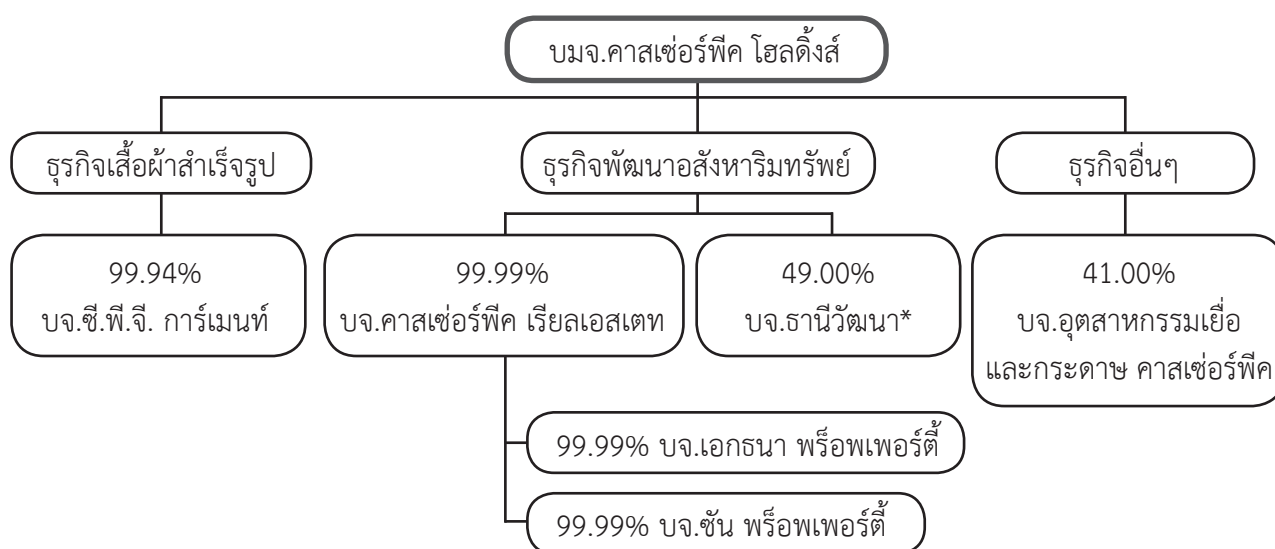 บมจ.คาสเซ่อร์พีค โฮลดิ้งส์
ธุรกิจเสื้อผ้าสำเร็จรูป
ธุรกิจพัฒนาอสังหาริมทรัพย์
ธุรกิจอื่นๆ
99.94%
บจ.ซี.พี.จี. การ์เมนท์
99.99%
บจ.คาสเซ่อร์พีค เรียลเอสเตท
49.00%
บจ.ธานีวัฒนา*
41.00%
บจ.อุตสาหกรรมเยื่อ
และกระดาษ คาสเซ่อร์พีค
99.99% บจ.เอกธนา พร็อพเพอร์ตี้
99.99% บจ.ซัน พร็อพเพอร์ตี้